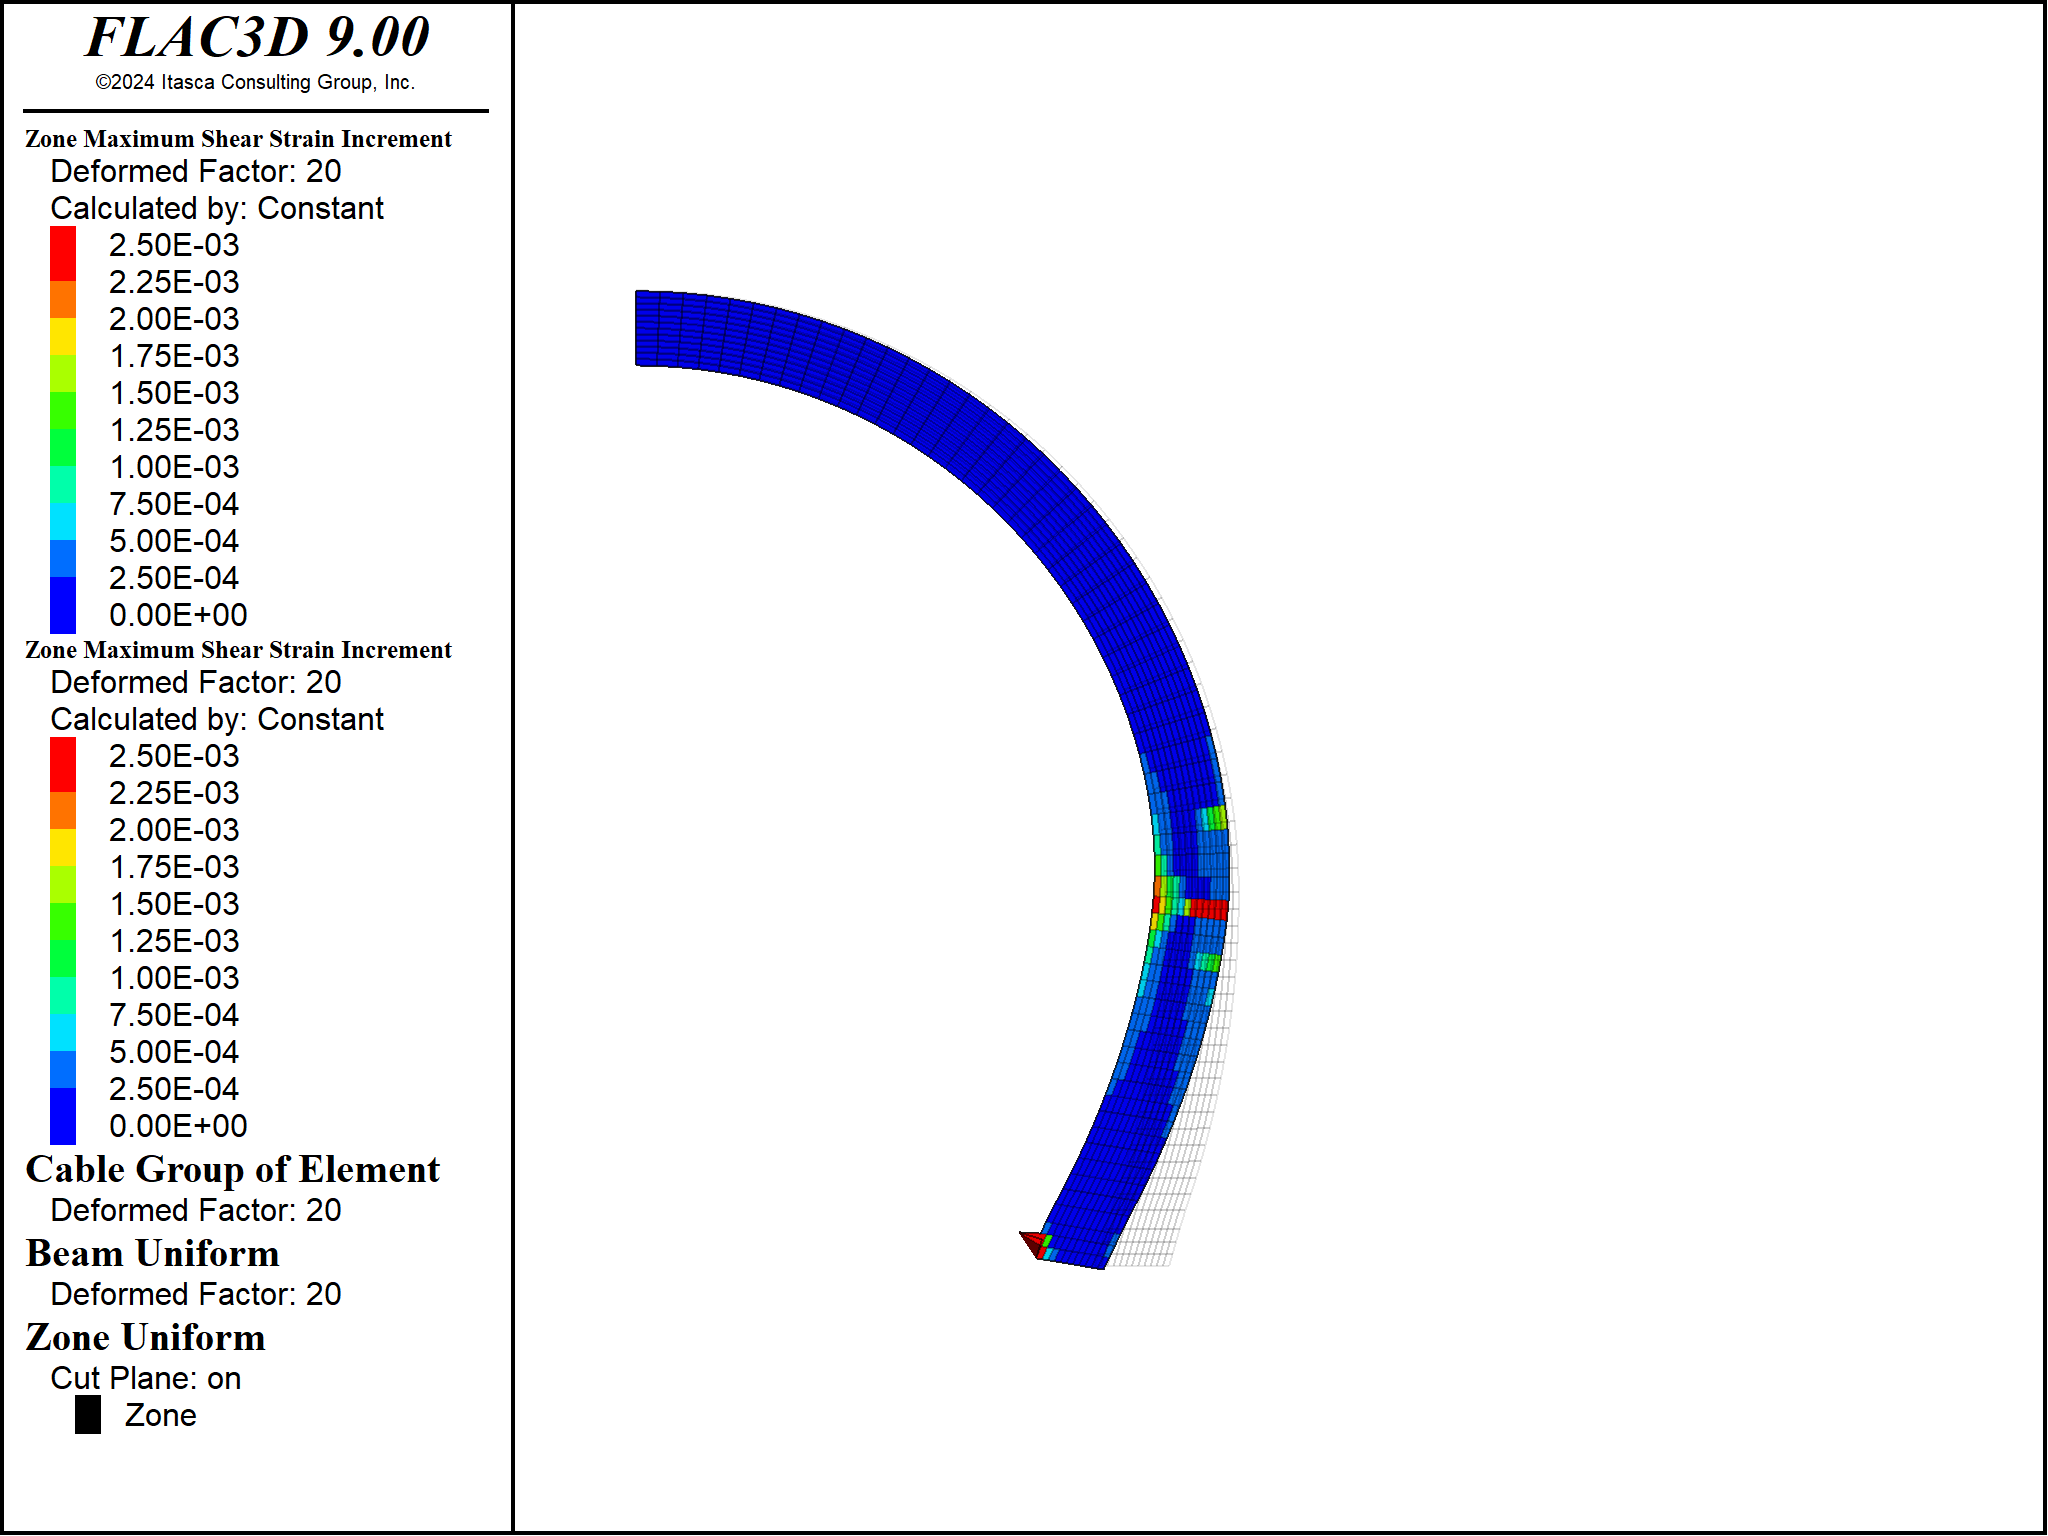 FLAC3D 9.00
©2024 Itasca Consulting Group, Inc.
Zone Maximum Shear Strain Increment
Deformed Factor: 20
Calculated by: Constant
2.50E-03
2.25E-03
2.00E-03
1.75E-03
1.50E-03
1.25E-03
1.00E-03
7.50E-04
5.00E-04
2.50E-04
0.00E+00
Zone Maximum Shear Strain Increment
Deformed Factor: 20
Calculated by: Constant
2.50E-03
2.25E-03
2.00E-03
1.75E-03
1.50E-03
1.25E-03
1.00E-03
7.50E-04
5.00E-04
2.50E-04
0.00E+00
Cable Group of Element
Deformed Factor: 20
Beam Uniform
Deformed Factor: 20
Zone Uniform
Cut Plane: on
Zone